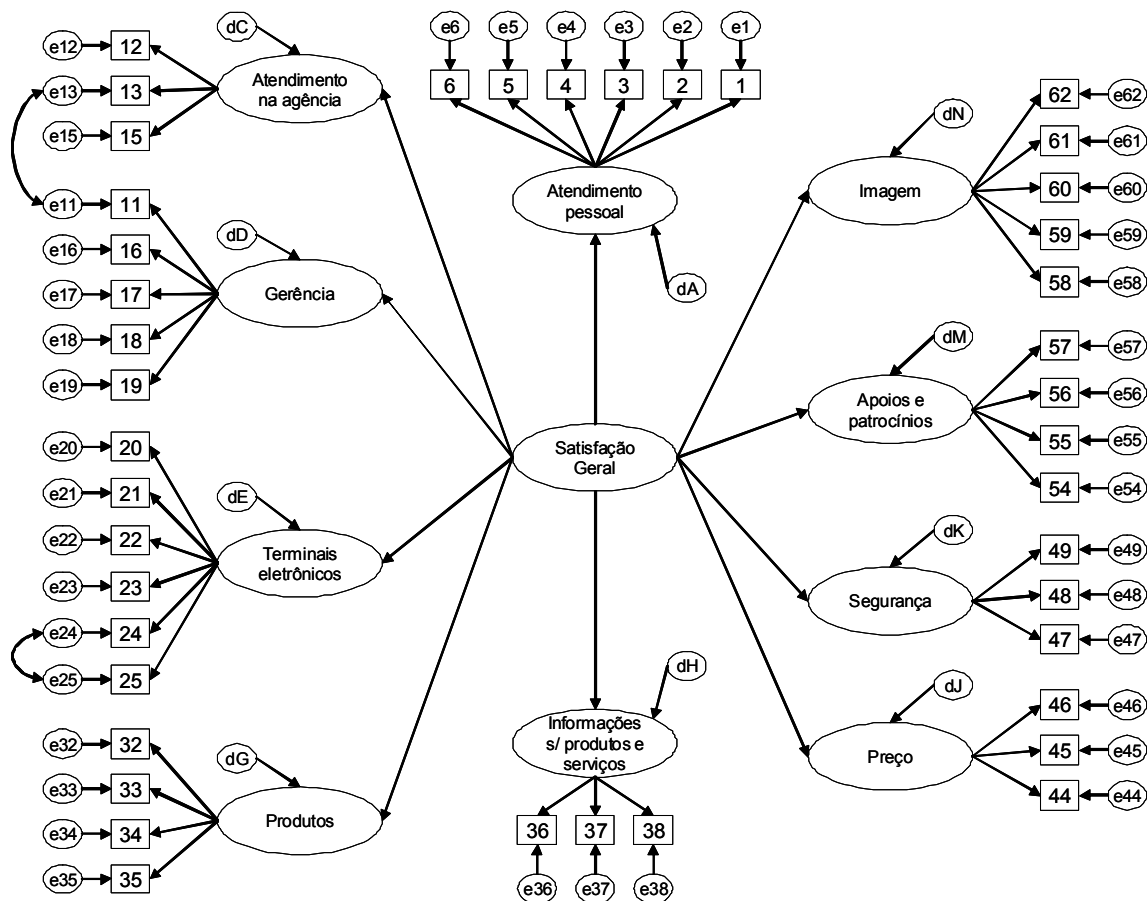 dC
e12
12
Atendimento
na agência
e13
13
e15
15
e11
11
dD
e16
16
Gerência
e17
17
e18
18
e19
19
e20
20
e21
21
dE
e22
22
Terminais
eletrônicos
e23
23
e24
24
e25
25
e32
32
dG
e33
33
Produtos
e34
34
e35
35
e6
e5
e4
e3
e2
e1
6
5
4
3
2
1
Atendimento
pessoal
dA
Satisfação
Geral
dH
Informações
s/ produtos e
serviços
36
37
38
e36
e37
e38
dN
62
e62
61
e61
Imagem
60
e60
59
e59
58
e58
dM
57
e57
Apoios e
patrocínios
56
e56
55
e55
54
e54
dK
49
e49
Segurança
48
e48
47
e47
dJ
46
e46
Preço
45
e45
44
e44